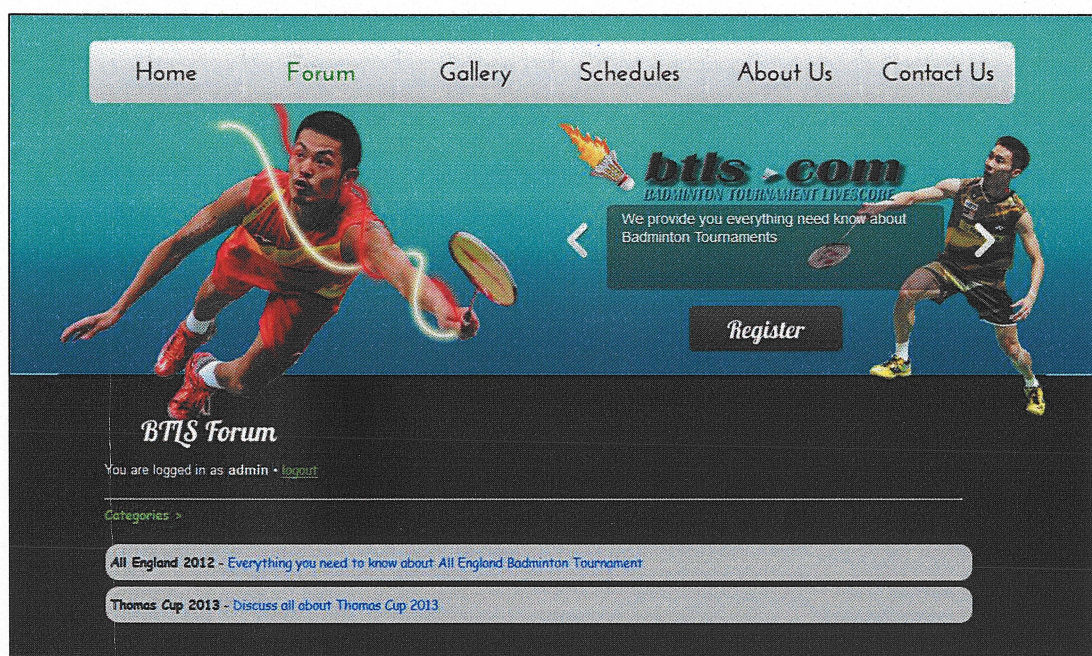 Home Forum Gallery Schedules About Us Contact Us
btls .com
BADMINTON TOURNAMENT LIVESCORE
We provide you everything need know about
Badminton Tournaments
Register
BTLS Forum
You are logged in as admin • logout
Categories >
All England 2012 - Everything you need to know about All England Badminton Tournament
Thomas Cup 2013 - Discuss all about Thomas Cup 2013